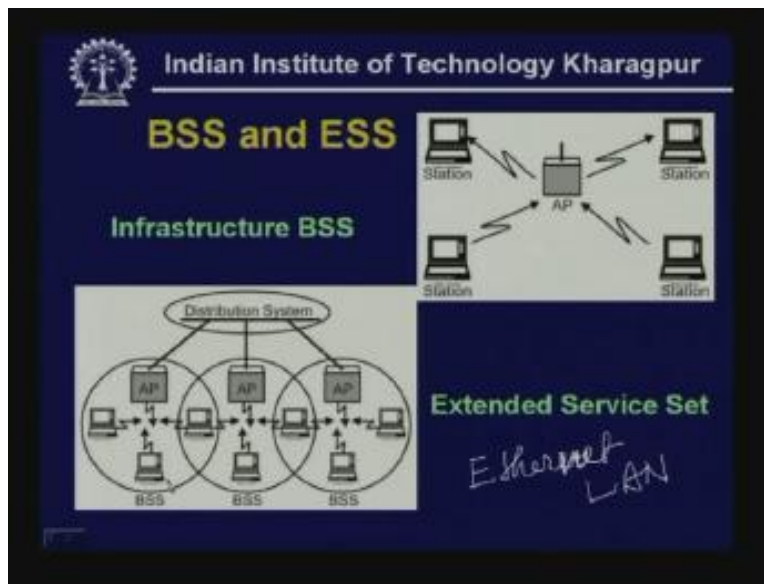 Indian Institute of Technology Kharagpur
BSS and ESS
Infrastructure BSS
Station
Station
AP
Station
Station
Distribution System
AP
AP
AP
BSS
BSS
BSS
Extended Service Set
Ethernet
LAN